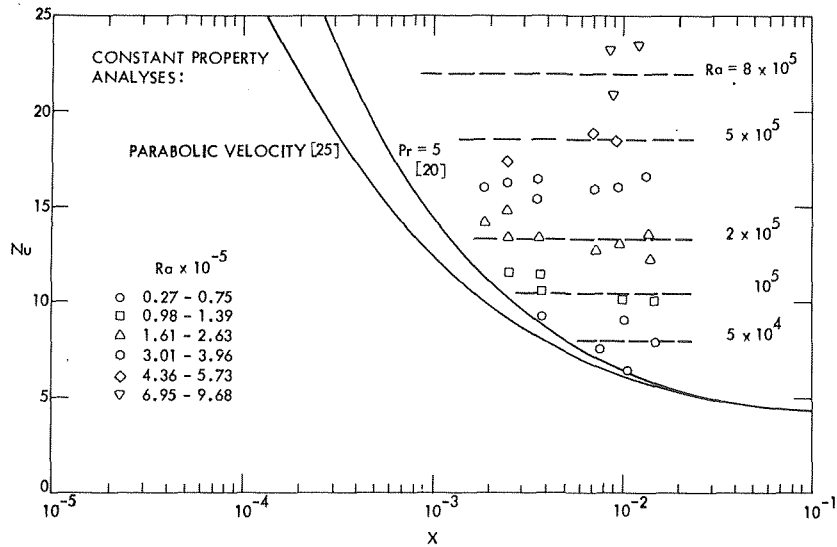 25
20
15
10
5
0
Nu
CONSTANT PROPERTY
ANALYSES:
PARABOLIC VELOCITY [25]
Pr = 5
[20]
Ra = 8 x 10^5
5 x 10^5
2 x 10^5
10^5
5 x 10^4
Ra x 10^-5
○ 0.27 - 0.75
□ 0.98 - 1.39
△ 1.61 - 2.63
⬡ 3.01 - 3.96
◇ 4.36 - 5.73
▽ 6.95 - 9.68
10^-5
10^-4
10^-3
10^-2
10^-1
X